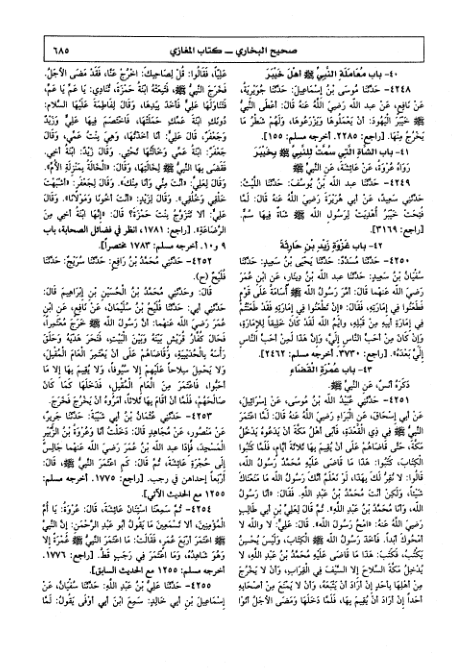 صحيح البخاري ــ كتاب المغازي
٦٨٥
٤٠- باب مُعَامَلَةِ النَّبِيِّ ﷺ أَهْلَ خَيْبَرَ
٤٢٤٨- حَدَّثَنَا مُوسَى بْنُ إِسْمَاعِيلَ: حَدَّثَنَا جُوَيْرِيَةُ،
عَنْ نَافِعٍ، عَنْ عبد الله رَضِيَ اللَّهُ عَنْهُ قَالَ: أَعْطَى النَّبِيُّ
ﷺ خَيْبَرَ الْيَهُودَ: أَنْ يَعْمَلُوهَا وَيَزْرَعُوهَا، وَلَهُمْ شَطْرُ مَا
يَخْرُجُ مِنْهَا. [راجع: ٢٢٨٥. أخرجه مسلم: ١٥٥١].
٤١- باب الشَّاةِ الَّتِي سُمَّتْ لِلنَّبِيِّ ﷺ بِخَيْبَرَ
رَوَاهُ عُرْوَةُ، عَنْ عَائِشَةَ، عَنِ النَّبِيِّ ﷺ.
٤٢٤٩- حَدَّثَنَا عبد اللَّهِ بْنُ يُوسُفَ: حَدَّثَنَا اللَّيْثُ:
حَدَّثَنِي سَعِيدٌ، عَنْ أَبِي هُرَيْرَةَ رَضِيَ اللَّهُ عَنْهُ قَالَ: لَمَّا
فُتِحَتْ خَيْبَرُ أُهْدِيَتْ لِرَسُولِ اللَّهِ ﷺ شَاةٌ فِيهَا سُمٌّ.
[راجع: ٣١٦٩].
٤٢- باب غَزْوَةِ زَيْدِ بْنِ حَارِثَةَ
٤٢٥٠- حَدَّثَنَا مُسَدَّدٌ: حَدَّثَنَا يَحْيَى بْنُ سَعِيدٍ: حَدَّثَنَا
سُفْيَانُ بْنُ سَعِيدٍ: حَدَّثَنَا عبد اللَّهِ بْنُ دِينَارٍ، عَنِ ابْنِ عُمَرَ
رَضِيَ اللَّهُ عَنْهُمَا قَالَ: أَمَّرَ رَسُولُ اللَّهِ ﷺ أُسَامَةَ عَلَى قَوْمٍ
فَطَعَنُوا فِي إِمَارَتِهِ، فَقَالَ: «إِنْ تَطْعُنُوا فِي إِمَارَتِهِ فَقَدْ طَعَنْتُمْ
فِي إِمَارَةِ أَبِيهِ مِنْ قَبْلِهِ، وَايْمُ اللَّهِ لَقَدْ كَانَ خَلِيقًا لِلْإِمَارَةِ،
وَإِنْ كَانَ مِنْ أَحَبِّ النَّاسِ إِلَيَّ، وَإِنَّ هَذَا لَمِنْ أَحَبِّ النَّاسِ
إِلَيَّ بَعْدَهُ». [راجع: ٣٧٣٠. أخرجه مسلم: ٢٤٢٦].
٤٣- باب عُمْرَةِ الْقَضَاءِ
ذَكَرَهُ أَنَسٌ، عَنِ النَّبِيِّ ﷺ.
٤٢٥١- حَدَّثَنِي عُبَيْدُ اللَّهِ بْنُ مُوسَى، عَنْ إِسْرَائِيلَ،
عَنْ أَبِي إِسْحَاقَ، عَنِ الْبَرَاءِ رَضِيَ اللَّهُ عَنْهُ قَالَ: لَمَّا اعْتَمَرَ
النَّبِيُّ ﷺ فِي ذِي الْقَعْدَةِ، فَأَبَى أَهْلُ مَكَّةَ أَنْ يَدَعُوهُ يَدْخُلُ
مَكَّةَ، حَتَّى قَاضَاهُمْ عَلَى أَنْ يُقِيمَ بِهَا ثَلَاثَةَ أَيَّامٍ، فَلَمَّا كَتَبُوا
الْكِتَابَ، كَتَبُوا: هَذَا مَا قَاضَى عَلَيْهِ مُحَمَّدٌ رَسُولُ اللَّهِ،
قَالُوا: لَا نُقِرُّ لَكَ بِهَذَا، لَوْ نَعْلَمُ أَنَّكَ رَسُولُ اللَّهِ مَا مَنَعْنَاكَ
شَيْئًا، وَلَكِنْ أَنْتَ مُحَمَّدُ بْنُ عَبْدِ اللَّهِ. فَقَالَ: «أَنَا رَسُولُ
اللَّهِ، وَأَنَا مُحَمَّدُ بْنُ عَبْدِ اللَّهِ». ثُمَّ قَالَ لِعَلِيِّ بْنِ أَبِي طَالِبٍ
رَضِيَ اللَّهُ عَنْهُ: «امْحُ رَسُولَ اللَّهِ». قَالَ عَلِيٌّ: لَا وَاللَّهِ لَا
أَمْحُوكَ أَبَدًا. فَأَخَذَ رَسُولُ اللَّهِ ﷺ الْكِتَابَ، وَلَيْسَ يُحْسِنُ
يَكْتُبُ، فَكَتَبَ: هَذَا مَا قَاضَى عَلَيْهِ مُحَمَّدُ بْنُ عَبْدِ اللَّهِ، لَا
يُدْخِلُ مَكَّةَ السِّلَاحَ إِلَّا السَّيْفَ فِي الْقِرَابِ، وَأَنْ لَا يَخْرُجَ
مِنْ أَهْلِهَا بِأَحَدٍ إِنْ أَرَادَ أَنْ يَتْبَعَهُ، وَأَنْ لَا يَمْنَعَ مِنْ أَصْحَابِهِ
أَحَدًا إِنْ أَرَادَ أَنْ يُقِيمَ بِهَا، فَلَمَّا دَخَلَهَا وَمَضَى الْأَجَلُ أَتَوْا
عَلِيًّا، فَقَالُوا: قُلْ لِصَاحِبِكَ: اخْرُجْ عَنَّا، فَقَدْ مَضَى الْأَجَلُ.
فَخَرَجَ النَّبِيُّ ﷺ، فَتَبِعَتْهُ ابْنَةُ حَمْزَةَ، تُنَادِي: يَا عَمِّ يَا عَمِّ،
فَتَنَاوَلَهَا عَلِيٌّ فَأَخَذَ بِيَدِهَا، وَقَالَ لِفَاطِمَةَ عَلَيْهَا السَّلَام:
دُونَكِ ابْنَةَ عَمِّكِ حَمَلَتْهَا، فَاخْتَصَمَ فِيهَا عَلِيٌّ وَزَيْدٌ
وَجَعْفَرٌ، قَالَ عَلِيٌّ: أَنَا أَخَذْتُهَا، وَهِيَ بِنْتُ عَمِّي، وَقَالَ
جَعْفَرٌ: ابْنَةُ عَمِّي وَخَالَتُهَا تَحْتِي. وَقَالَ زَيْدٌ: ابْنَةُ أَخِي.
فَقَضَى بِهَا النَّبِيُّ ﷺ لِخَالَتِهَا، وَقَالَ: «الْخَالَةُ بِمَنْزِلَةِ الْأُمِّ».
وَقَالَ لِعَلِيٍّ: «أَنْتَ مِنِّي وَأَنَا مِنْكَ». وَقَالَ لِجَعْفَرٍ: «أَشْبَهْتَ
خَلْقِي وَخُلُقِي». وَقَالَ لِزَيْدٍ: «أَنْتَ أَخُونَا وَمَوْلَانَا». قَالَ
عَلِيٌّ: أَلَا تَتَزَوَّجُ بِنْتَ حَمْزَةَ؟ قَالَ: «إِنَّهَا ابْنَةُ أَخِي مِنَ
الرَّضَاعَةِ». [راجع: ١٧٨١، انظر في فضائل الصحابة، باب
٩ و ١٠. أخرجه مسلم: ١٧٨٣ مختصراً].
٤٢٥٢- حَدَّثَنِي مُحَمَّدُ بْنُ رَافِعٍ: حَدَّثَنَا سُرَيْجٌ: حَدَّثَنَا
فُلَيْحٌ (ح).
قَالَ: وحَدَّثَنِي مُحَمَّدُ بْنُ الْحُسَيْنِ بْنِ إِبْرَاهِيمَ قَالَ:
حَدَّثَنِي أَبِي: حَدَّثَنَا فُلَيْحُ بْنُ سُلَيْمَانَ، عَنْ نَافِعٍ، عَنِ ابْنِ
عُمَرَ رَضِيَ اللَّهُ عَنْهُمَا: أَنَّ رَسُولَ اللَّهِ ﷺ خَرَجَ مُعْتَمِرًا،
فَحَالَ كُفَّارُ قُرَيْشٍ بَيْنَهُ وَبَيْنَ الْبَيْتِ، فَنَحَرَ هَدْيَهُ وَحَلَقَ
رَأْسَهُ بِالْحُدَيْبِيَةِ، وَقَاضَاهُمْ عَلَى أَنْ يَعْتَمِرَ الْعَامَ الْمُقْبِلَ،
وَلَا يَحْمِلَ سِلَاحًا عَلَيْهِمْ إِلَّا سُيُوفًا، وَلَا يُقِيمَ بِهَا إِلَّا مَا
أَحَبُّوا، فَاعْتَمَرَ مِنَ الْعَامِ الْمُقْبِلِ، فَدَخَلَهَا كَمَا كَانَ
صَالَحَهُمْ، فَلَمَّا أَنْ أَقَامَ بِهَا ثَلَاثًا، أَمَرُوهُ أَنْ يَخْرُجَ فَخَرَجَ.
٤٢٥٣- حَدَّثَنِي عُثْمَانُ بْنُ أَبِي شَيْبَةَ: حَدَّثَنَا جَرِيرٌ،
عَنْ مَنْصُورٍ، عَنْ مُجَاهِدٍ قَالَ: دَخَلْتُ أَنَا وَعُرْوَةُ بْنُ الزُّبَيْرِ
الْمَسْجِدَ، فَإِذَا عبد الله بْنُ عُمَرَ رَضِيَ اللَّهُ عَنْهُمَا جَالِسٌ
إِلَى حُجْرَةِ عَائِشَةَ، ثُمَّ قَالَ: كَمِ اعْتَمَرَ النَّبِيُّ ﷺ، قَالَ:
أَرْبَعًا إحداهن في رجب. [راجع: ١٧٧٥. أخرجه مسلم:
١٢٥٥ مع الحديث الآتي].
٤٢٥٤- ثُمَّ سَمِعْنَا اسْتِنَانَ عَائِشَةَ، قَالَ عُرْوَةُ: يَا أُمَّ
الْمُؤْمِنِينَ، أَلَا تَسْمَعِينَ مَا يَقُولُ أَبُو عبد الرَّحْمَنِ: إِنَّ النَّبِيَّ
ﷺ اعْتَمَرَ أَرْبَعَ عُمَرٍ، فَقَالَتْ: مَا اعْتَمَرَ النَّبِيُّ ﷺ عُمْرَةً إِلَّا
وَهُوَ شَاهِدُهُ، وَمَا اعْتَمَرَ فِي رَجَبٍ قَطُّ. [راجع: ١٧٧٦.
أخرجه مسلم: ١٢٥٥ مع الحديث السابق].
٤٢٥٥- حَدَّثَنَا عَلِيُّ بْنُ عَبْدِ اللَّهِ: حَدَّثَنَا سُفْيَانُ، عَنْ
إِسْمَاعِيلَ بْنِ أَبِي خَالِدٍ: سَمِعَ ابْنَ أَبِي أَوْفَى يَقُولُ: لَمَّا